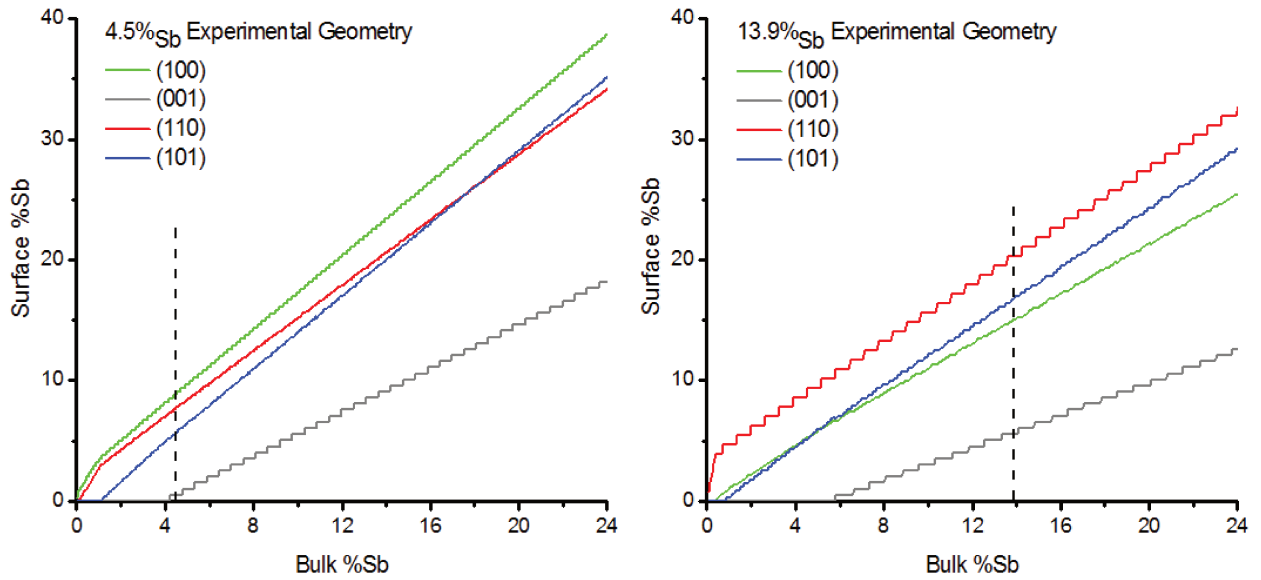 4.5%Sb Experimental Geometry
(100)
(001)
(110)
(101)
40
30
20
10
0
Surface %Sb
0 4 8 12 16 20 24
Bulk %Sb
13.9%Sb Experimental Geometry
(100)
(001)
(110)
(101)
40
30
20
10
0
Surface %Sb
0 4 8 12 16 20 24
Bulk %Sb